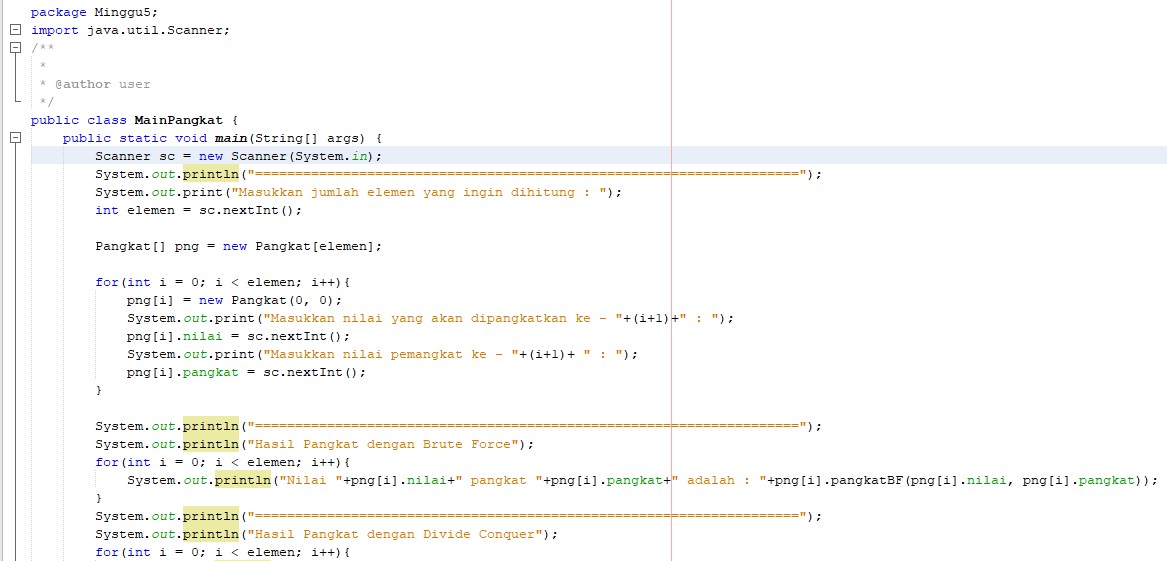 package Minggu5;
import java.util.Scanner;
/**
 *
 * @author user
 */
public class MainPangkat {
    public static void main(String[] args) {
        Scanner sc = new Scanner(System.in);
        System.out.println("====================================================================");
        System.out.print("Masukkan jumlah elemen yang ingin dihitung : ");
        int elemen = sc.nextInt();
        Pangkat[] png = new Pangkat[elemen];
        for(int i = 0; i < elemen; i++){
            png[i] = new Pangkat(0, 0);
            System.out.print("Masukkan nilai yang akan dipangkatkan ke - "+(i+1)+" : ");
            png[i].nilai = sc.nextInt();
            System.out.print("Masukkan nilai pemangkat ke - "+(i+1)+ " : ");
            png[i].pangkat = sc.nextInt();
        }
        System.out.println("====================================================================");
        System.out.println("Hasil Pangkat dengan Brute Force");
        for(int i = 0; i < elemen; i++){
            System.out.println("Nilai "+png[i].nilai+" pangkat "+png[i].pangkat+" adalah : "+png[i].pangkatBF(png[i].nilai, png[i].pangkat));
        }
        System.out.println("====================================================================");
        System.out.println("Hasil Pangkat dengan Divide Conquer");
        for(int i = 0; i < elemen; i++){